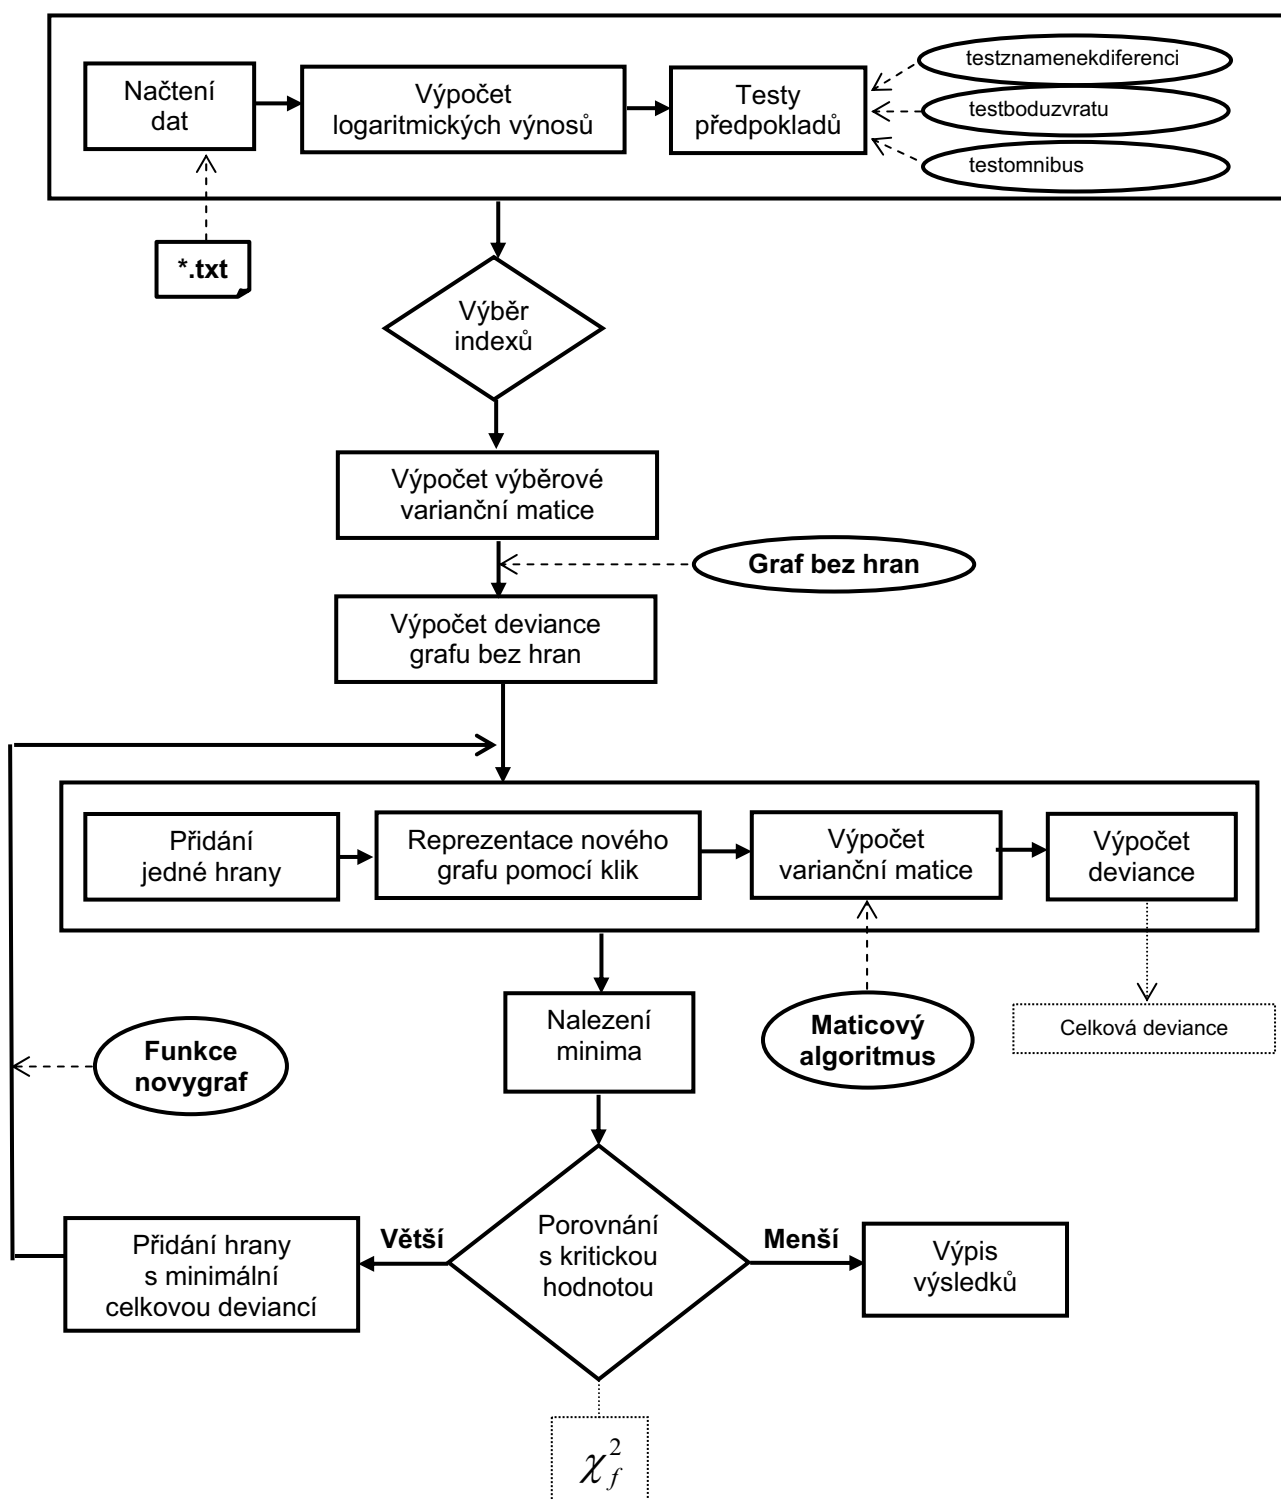 Načtení
dat
Výpočet
logaritmických výnosů
Testy
předpokladů
testznamenekdiferenci
testboduzvratu
testomnibus
*.txt
Výběr
indexů
Výpočet výběrové
varianční matice
Graf bez hran
Výpočet deviance
grafu bez hran
Přidání
jedné hrany
Reprezentace nového
grafu pomocí klik
Výpočet
varianční matice
Výpočet
deviance
Nalezení
minima
Maticový
algoritmus
Celková deviance
Funkce
novygraf
Přidání hrany
s minimální
celkovou deviancí
Větší
Porovnání
s kritickou
hodnotou
Menší
Výpis
výsledků
χ²_f